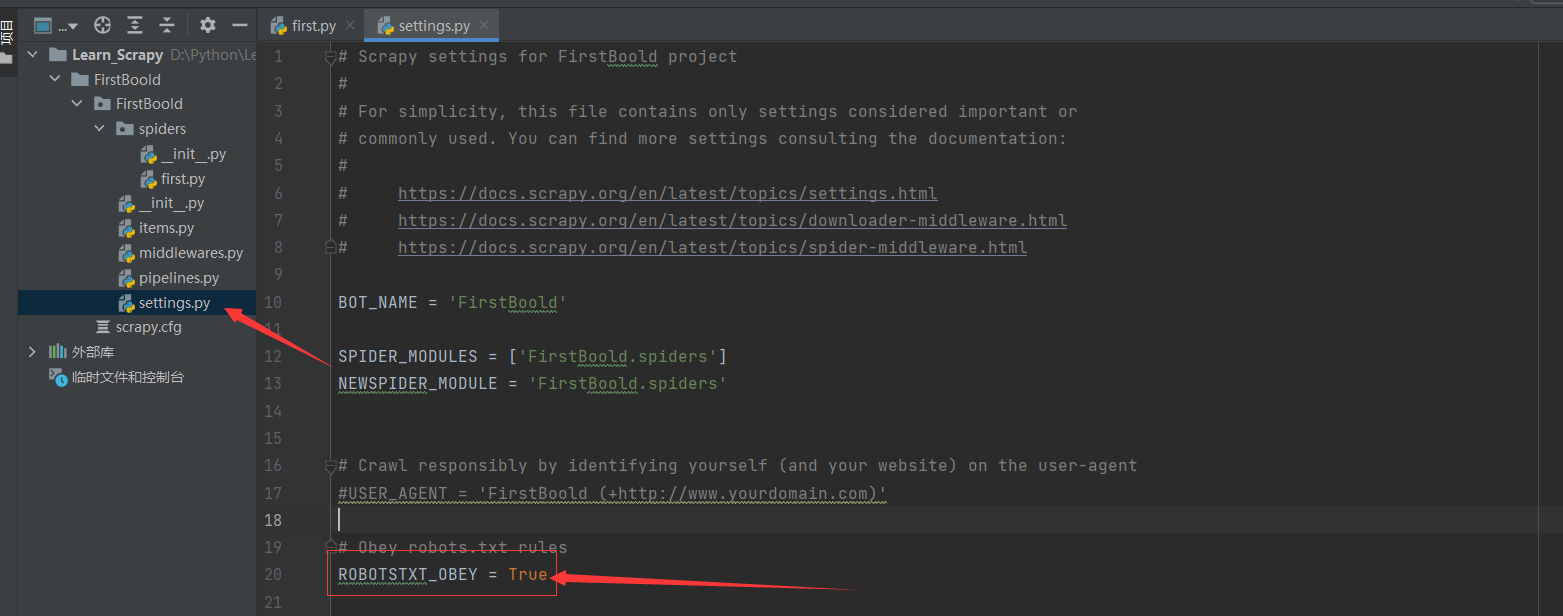 项目
...
first.py
settings.py
Learn_Scrapy D:\Python\Le
FirstBoold
FirstBoold
spiders
__init__.py
first.py
__init__.py
items.py
middlewares.py
pipelines.py
settings.py
scrapy.cfg
外部库
临时文件和控制台
1 # Scrapy settings for FirstBoold project
2 #
3 # For simplicity, this file contains only settings considered important or
4 # commonly used. You can find more settings consulting the documentation:
5 #
6 #     https://docs.scrapy.org/en/latest/topics/settings.html
7 #     https://docs.scrapy.org/en/latest/topics/downloader-middleware.html
8 #     https://docs.scrapy.org/en/latest/topics/spider-middleware.html
9
10 BOT_NAME = 'FirstBoold'
11
12 SPIDER_MODULES = ['FirstBoold.spiders']
13 NEWSPIDER_MODULE = 'FirstBoold.spiders'
14
15
16 # Crawl responsibly by identifying yourself (and your website) on the user-agent
17 #USER_AGENT = 'FirstBoold (+http://www.yourdomain.com)'
18
19 # Obey robots.txt rules
20 ROBOTSTXT_OBEY = True
21